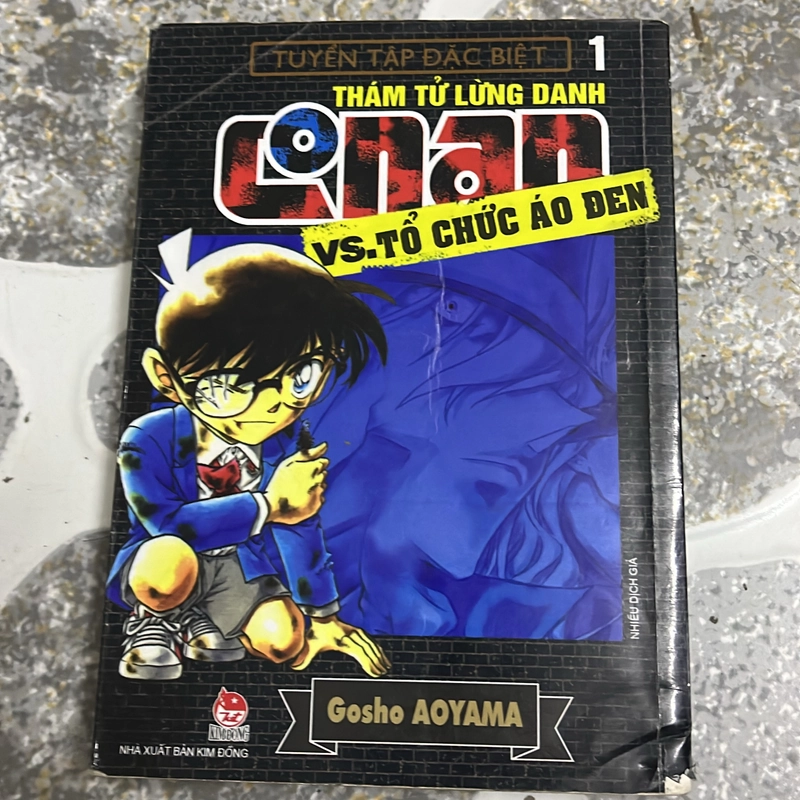 TUYỂN TẬP ĐẶC BIỆT 1
THÁM TỬ LỪNG DANH
Conan
VS. TỔ CHỨC ÁO ĐEN
NHIỀU DỊCH GIẢ
Gosho AOYAMA
KIM ĐỒNG
NHÀ XUẤT BẢN KIM ĐỒNG